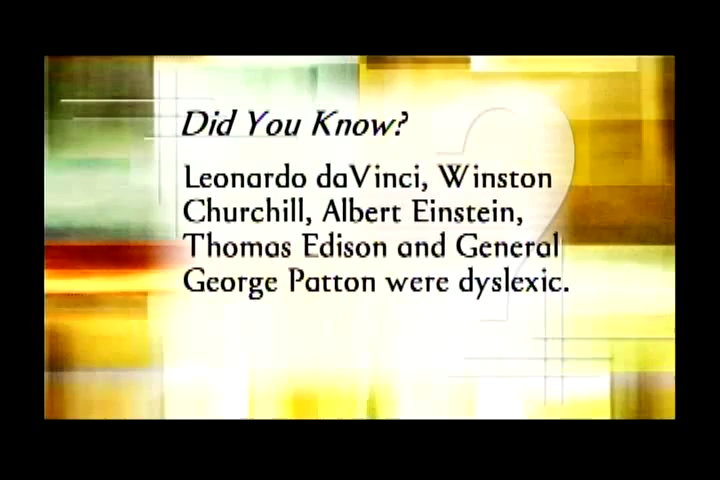 Did You Know?
Leonardo daVinci, Winston
Churchill, Albert Einstein,
Thomas Edison and General
George Patton were dyslexic.